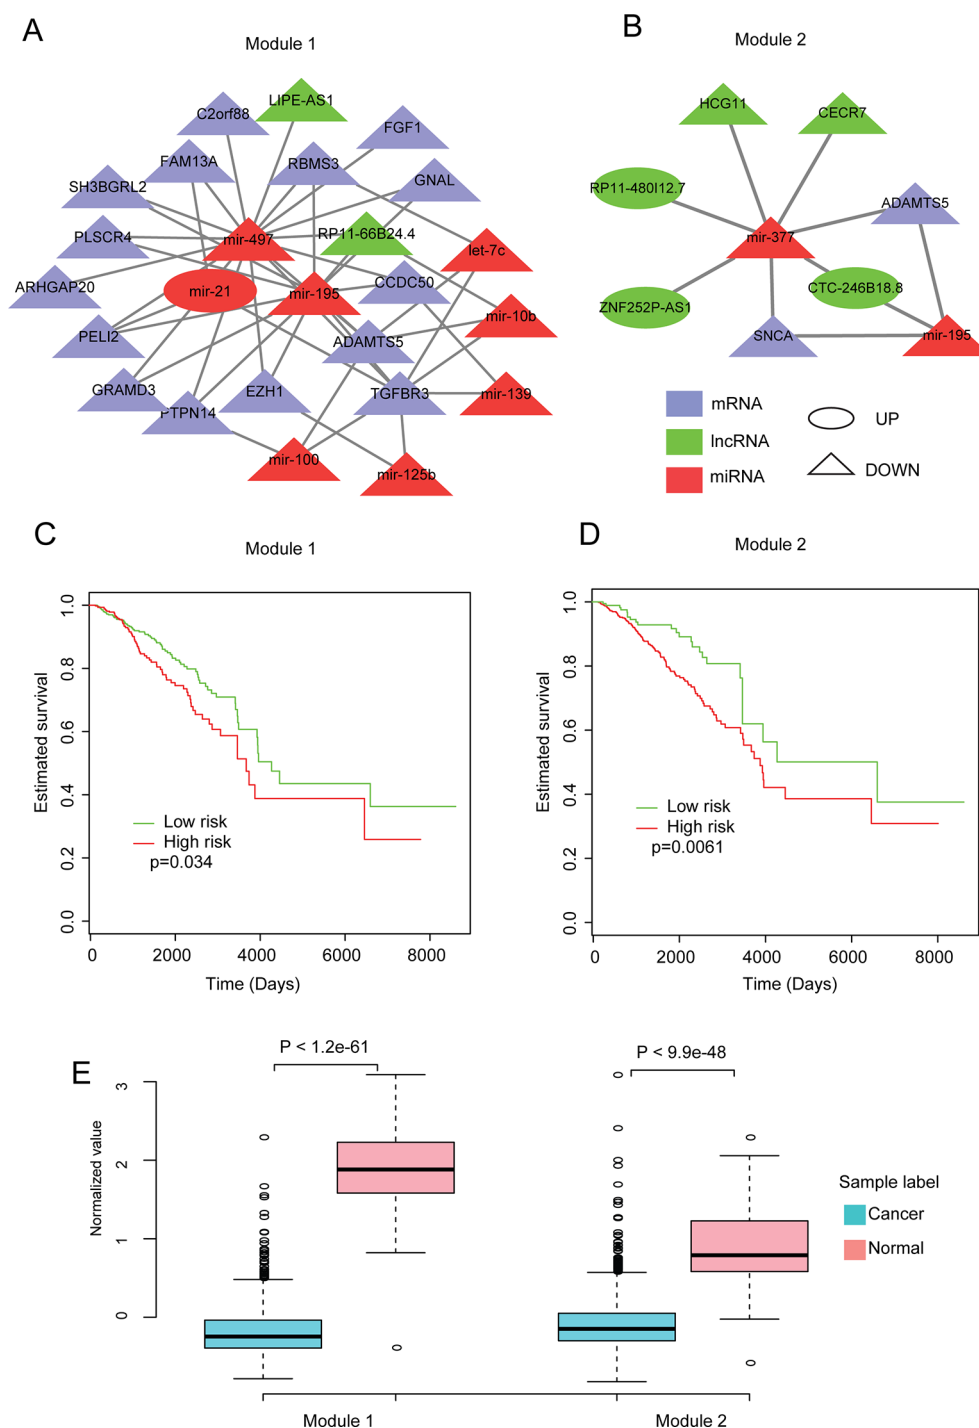 A
Module 1
C2orf88
LIPE-AS1
FGF1
FAM13A
RBMS3
SH3BGRL2
GNAL
PLSCR4
mir-497
RP11-66B24.4
let-7c
ARHGAP20
mir-21
mir-195
CCDC50
PELI2
ADAMTS5
mir-10b
GRAMD3
PTPN14
EZH1
TGFBR3
mir-139
mir-100
mir-125b
B
Module 2
HCG11
CECR7
RP11-480I12.7
ADAMTS5
mir-377
ZNF252P-AS1
CTC-246B18.8
SNCA
mir-195
mRNA
lncRNA
miRNA
UP
DOWN
C
Module 1
Estimated survival
1.0
0.8
0.6
0.4
0.2
0.0
Low risk
High risk
p=0.034
0 2000 4000 6000 8000
Time (Days)
D
Module 2
Estimated survival
1.0
0.8
0.6
0.4
0.2
0.0
Low risk
High risk
p=0.0061
0 2000 4000 6000 8000
Time (Days)
E
P < 1.2e-61
P < 9.9e-48
Normalized value
3
2
1
0
Sample label
Cancer
Normal
Module 1
Module 2